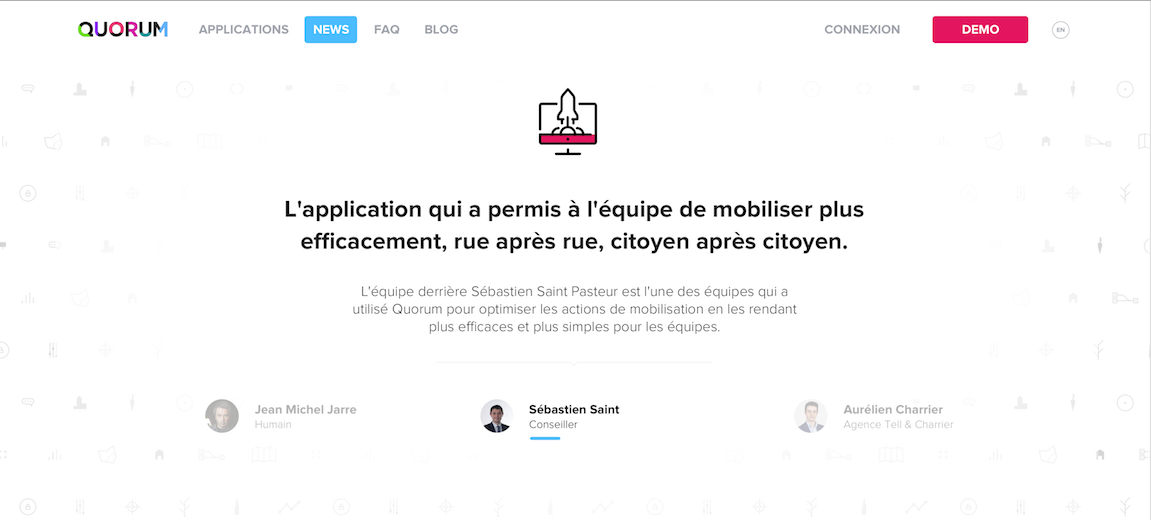 QUORUM APPLICATIONS NEWS FAQ BLOG CONNEXION DEMO EN
L'application qui a permis à l'équipe de mobiliser plus
efficacement, rue après rue, citoyen après citoyen.
L'équipe derrière Sébastien Saint Pasteur est l'une des équipes qui a
utilisé Quorum pour optimiser les actions de mobilisation en les rendant
plus efficaces et plus simples pour les équipes.
Jean Michel Jarre
Humain
Sébastien Saint
Conseiller
Aurélien Charrier
Agence Tell & Charrier